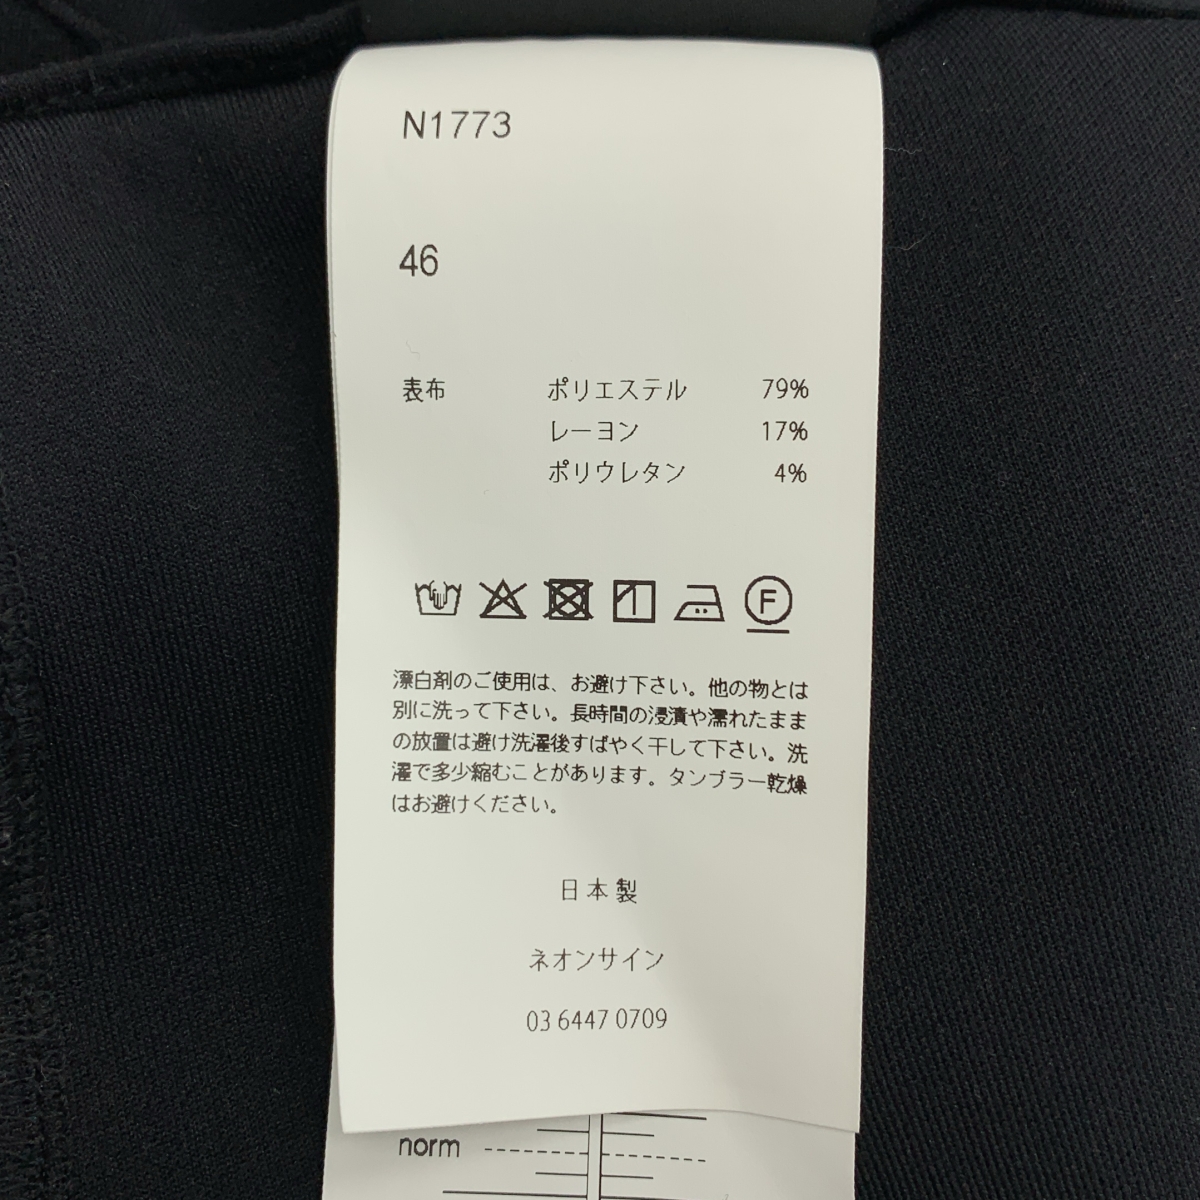 N1773
46
表布 ポリエステル 79%
レーヨン 17%
ポリウレタン 4%
F
漂白剤のご使用は、お避け下さい。他の物とは
別に洗って下さい。長時間の浸漬や濡れたまま
の放置は避け洗濯後すばやく干して下さい。洗
濯で多少縮むことがあります。タンブラー乾燥
はお避けください。
日本製
ネオンサイン
03 6447 0709
norm